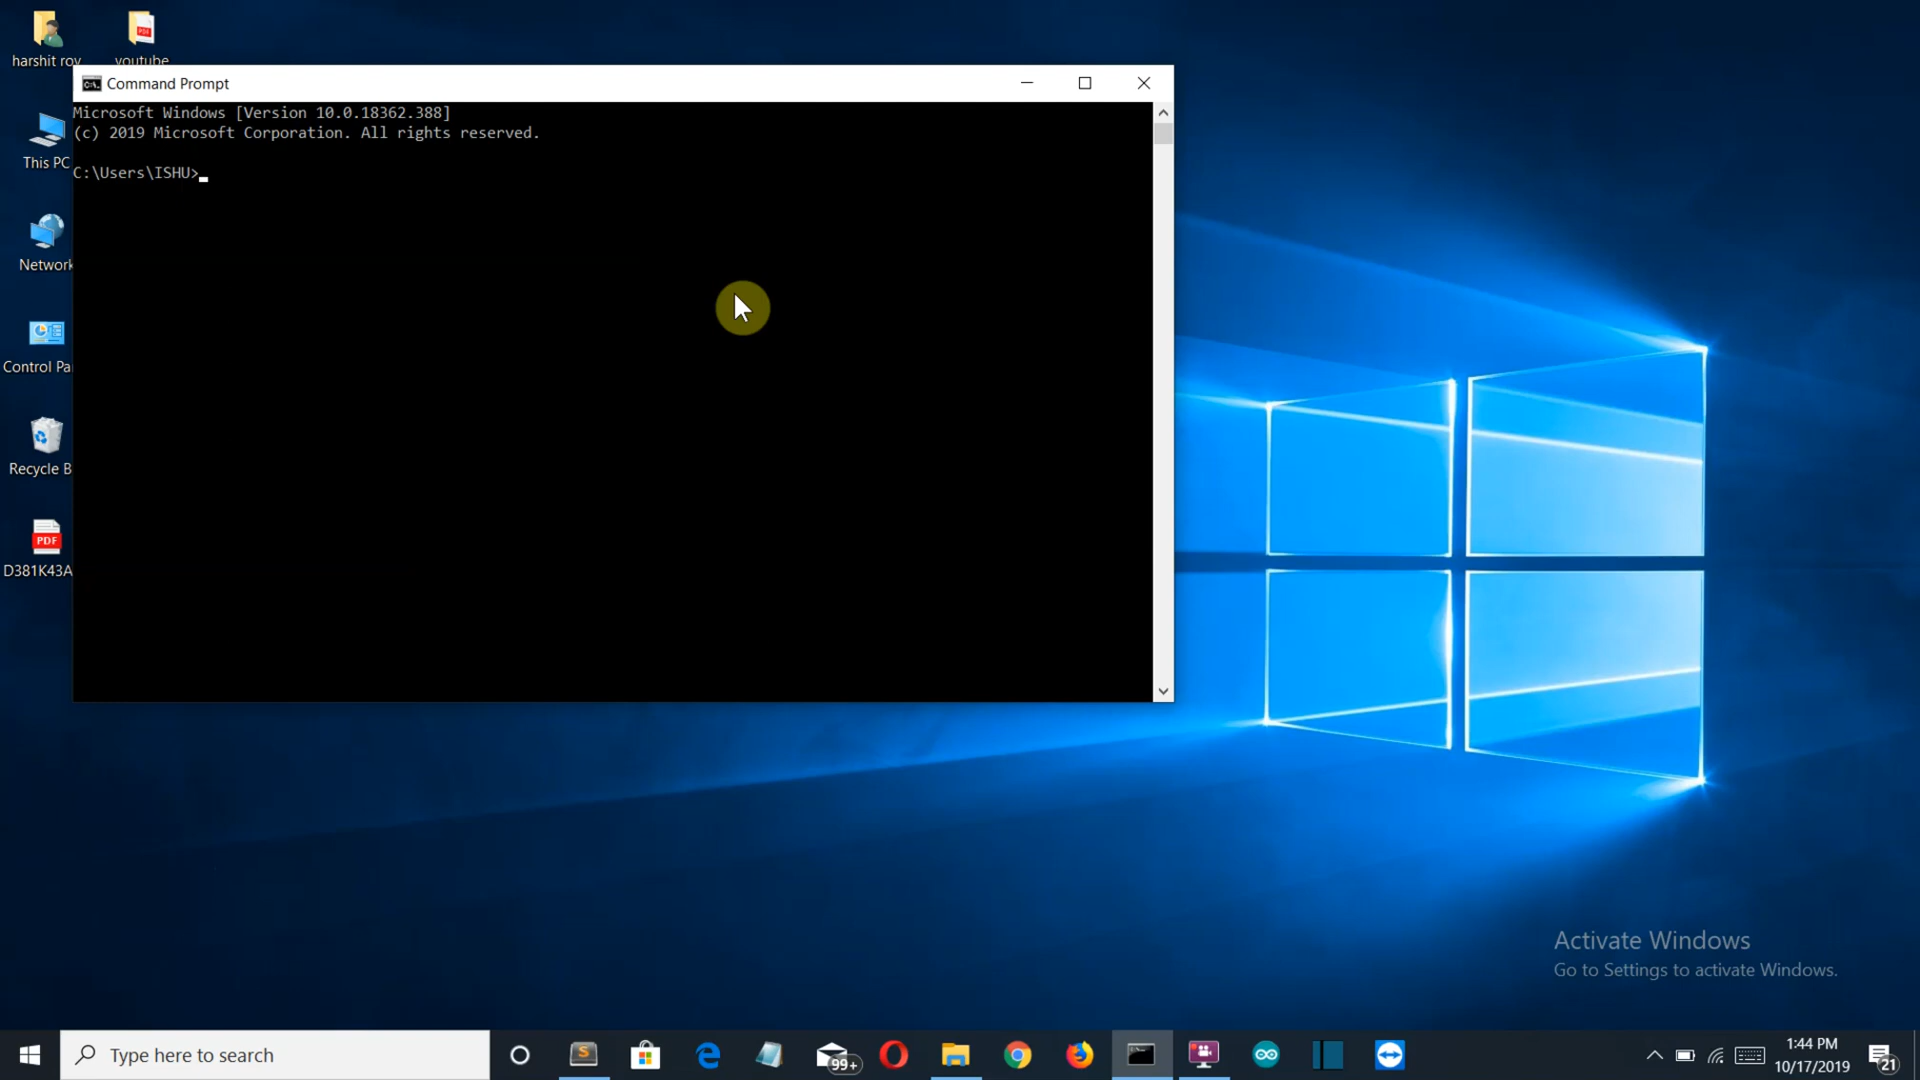 harshit roy
youtube
Command Prompt
Microsoft Windows [Version 10.0.18362.388]
(c) 2019 Microsoft Corporation. All rights reserved.
C:\Users\ISHU>
This PC
Network
Control Pa
Recycle B
PDF
D381K43A
Activate Windows
Go to Settings to activate Windows.
Type here to search
99+
1:44 PM
10/17/2019
21